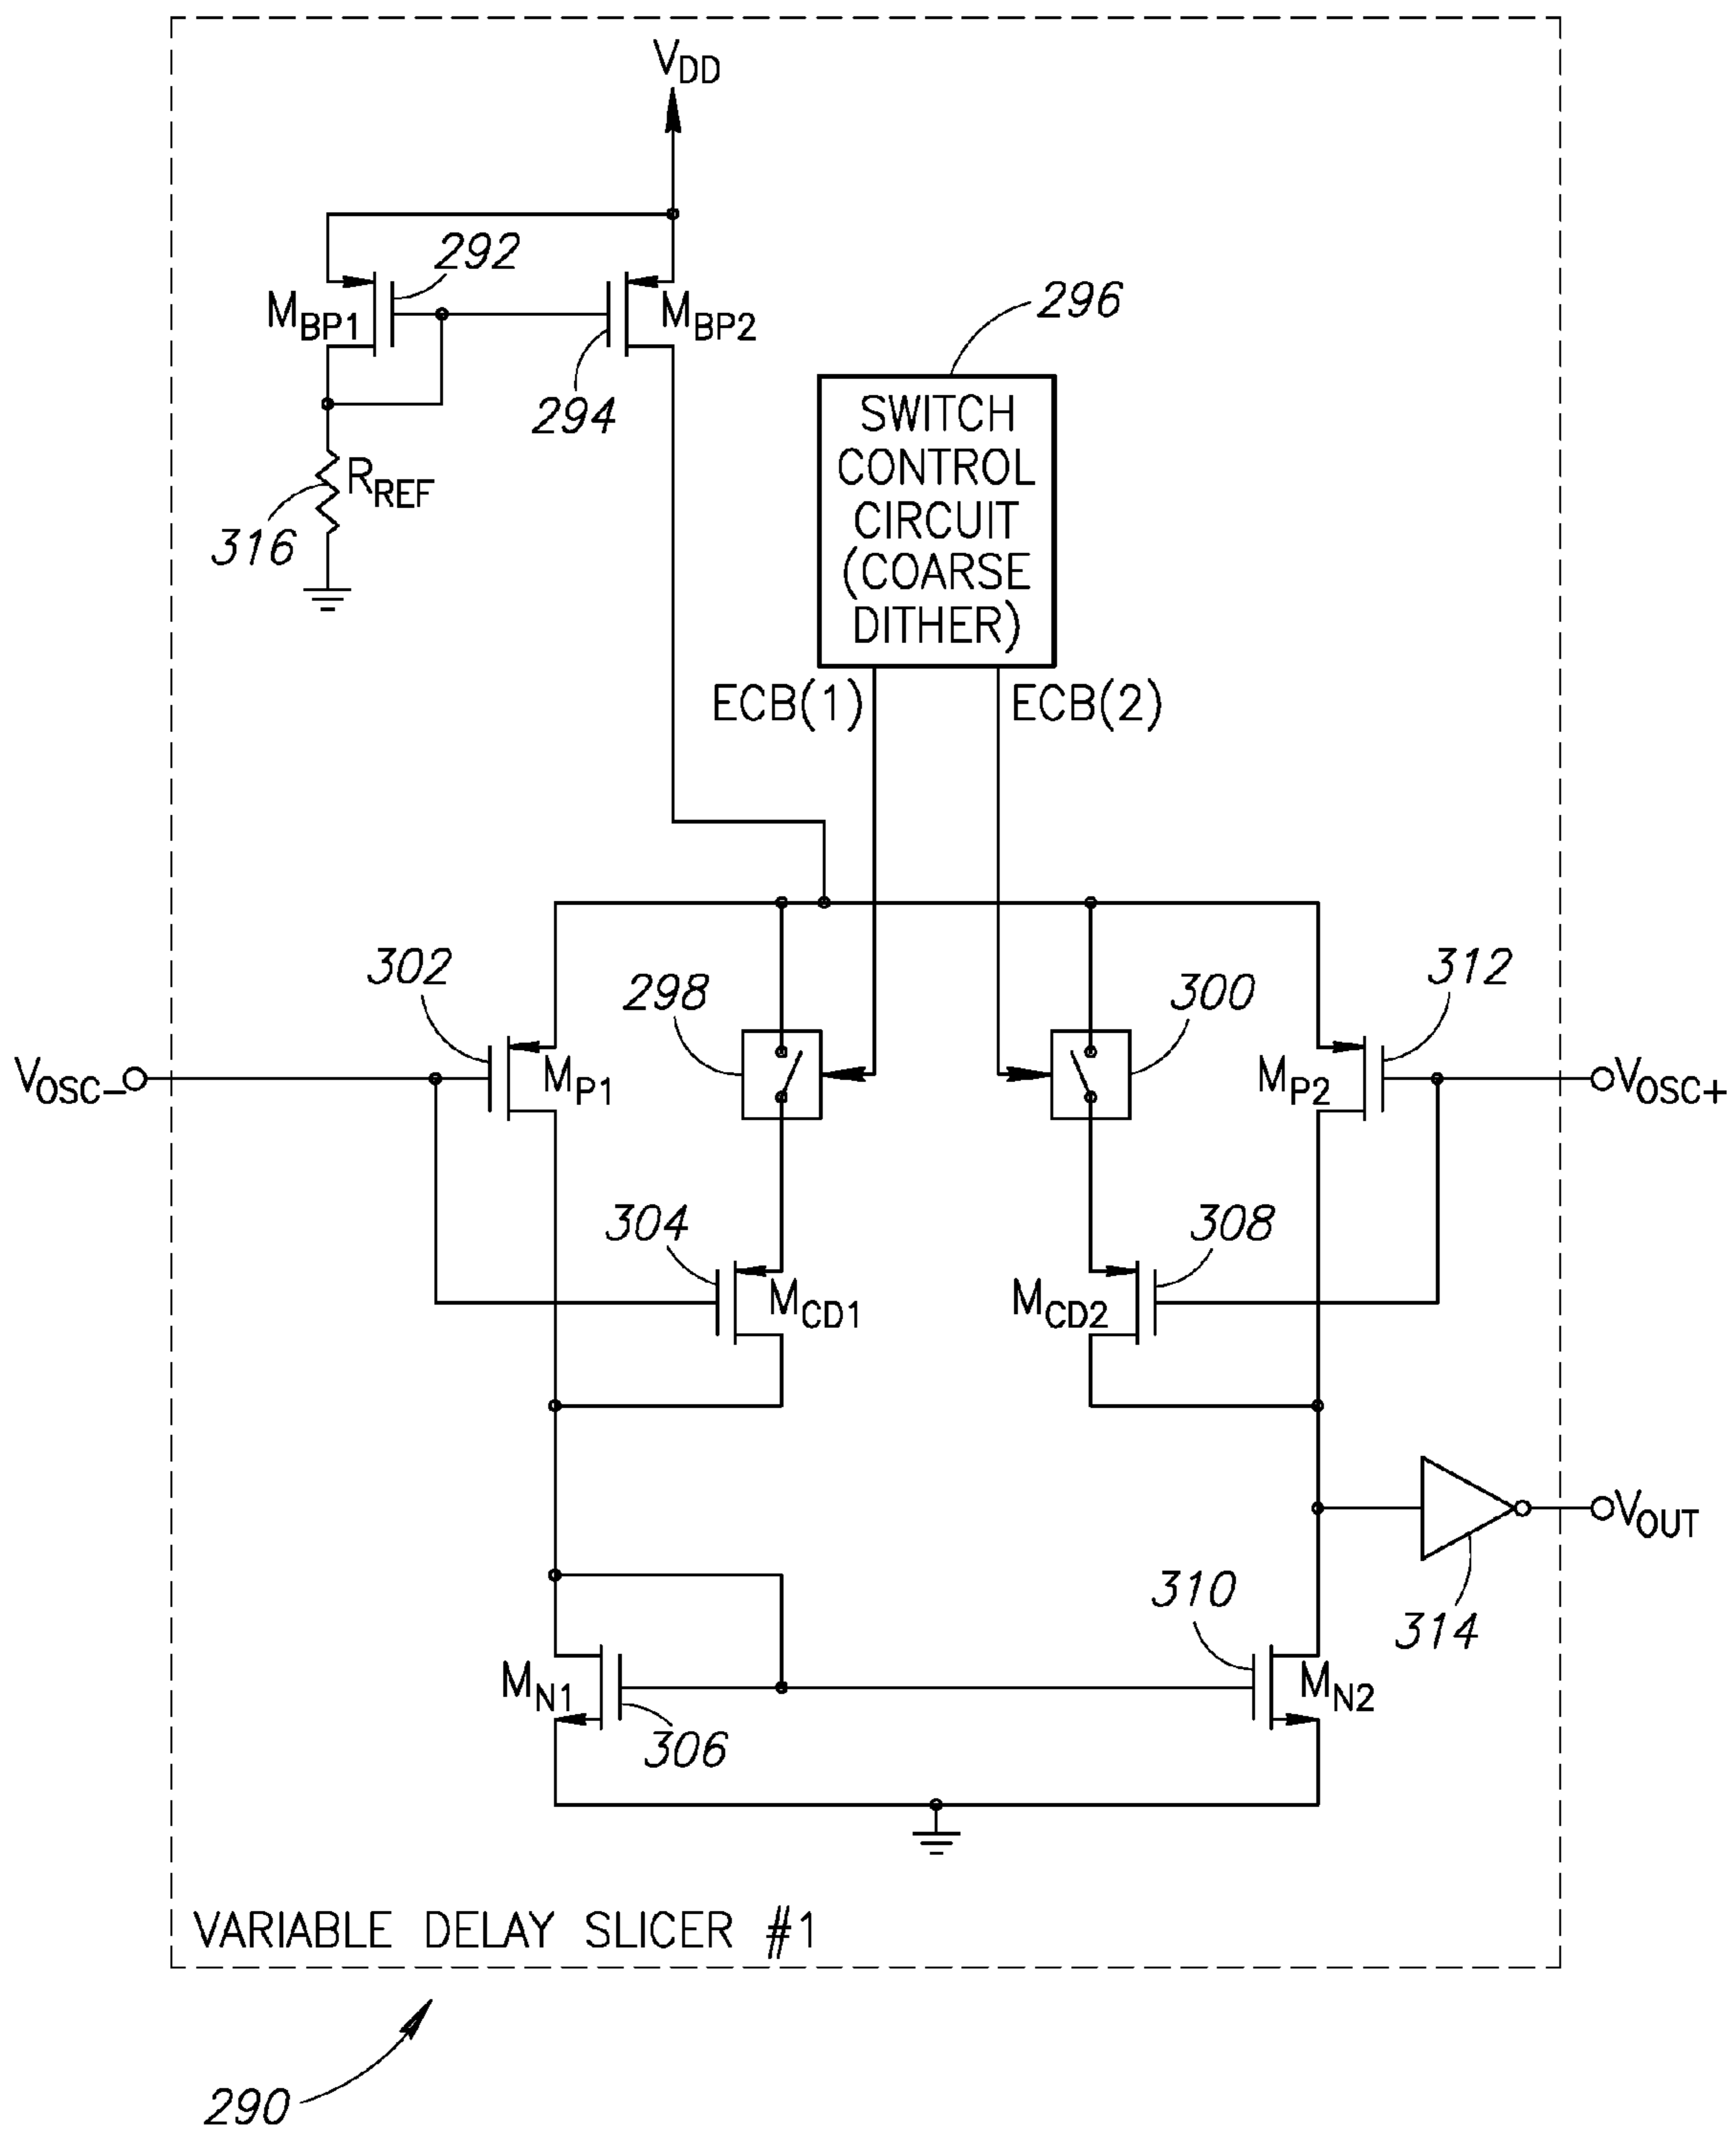 VDD
292
MBP1
MBP2
294
296
SWITCH
CONTROL
CIRCUIT
(COARSE
DITHER)
RREF
316
ECB(1)
ECB(2)
302
298
300
312
VOSC-
MP1
MP2
VOSC+
304
308
MCD1
MCD2
310
VOUT
314
MN1
MN2
306
VARIABLE DELAY SLICER #1
290